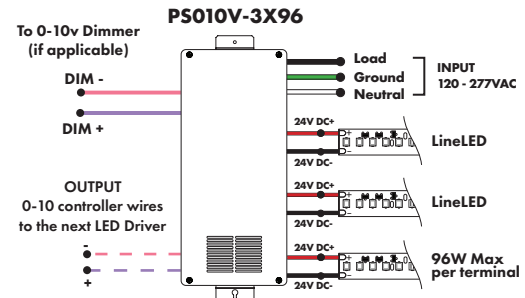 PS010V-3X96
To 0-10v Dimmer
(if applicable)
DIM -
DIM +
OUTPUT
0-10 controller wires
to the next LED Driver
-
+
Load
Ground
Neutral
INPUT
120 - 277VAC
24V DC+
+
-
24V DC-
LineLED
24V DC+
+
-
24V DC-
LineLED
24V DC+
+
-
24V DC-
96W Max
per terminal